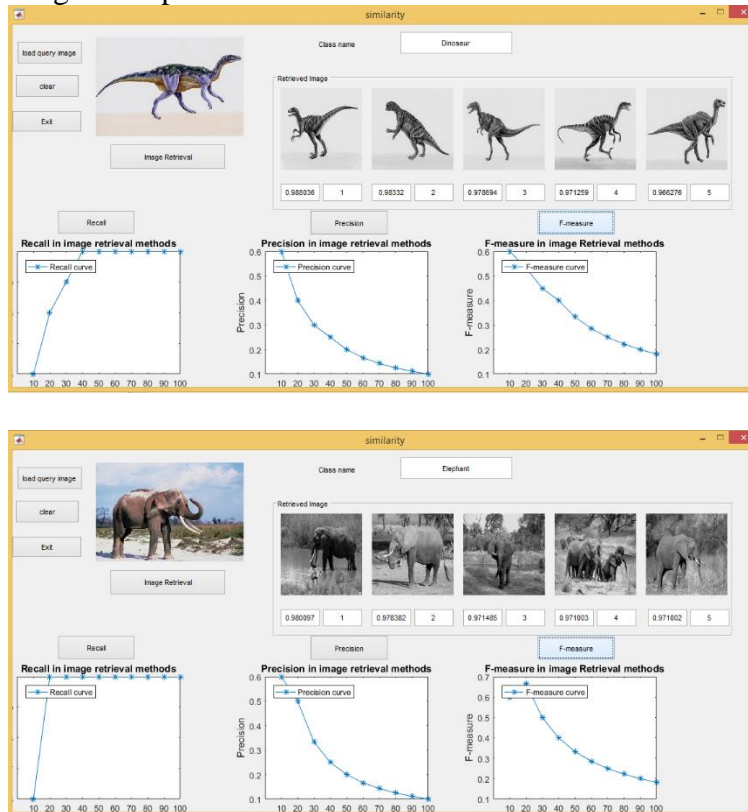 similarity
load query image
clear
Exit
Class name
Dinosaur
Image Retrieval
Retrieved Image
0.988036 1 0.98332 2 0.978694 3 0.971259 4 0.966276 5
Recall
Precision
F-measure
Recall in image retrieval methods
Recall curve
10 20 30 40 50 60 70 80 90 100
Precision in image retrieval methods
Precision curve
Precision
0.6
0.5
0.4
0.3
0.2
0.1
10 20 30 40 50 60 70 80 90 100
F-measure in image Retrieval methods
F-measure curve
F-measure
0.6
0.5
0.4
0.3
0.2
0.1
10 20 30 40 50 60 70 80 90 100
similarity
load query image
clear
Exit
Class name
Elephant
Image Retrieval
Retrieved Image
0.980097 1 0.978382 2 0.971485 3 0.971003 4 0.971002 5
Recall
Precision
F-measure
Recall in image retrieval methods
Recall curve
10 20 30 40 50 60 70 80 90 100
Precision in image retrieval methods
Precision curve
Precision
0.6
0.5
0.4
0.3
0.2
0.1
10 20 30 40 50 60 70 80 90 100
F-measure in image Retrieval methods
F-measure curve
F-measure
0.7
0.6
0.5
0.4
0.3
0.2
0.1
10 20 30 40 50 60 70 80 90 100